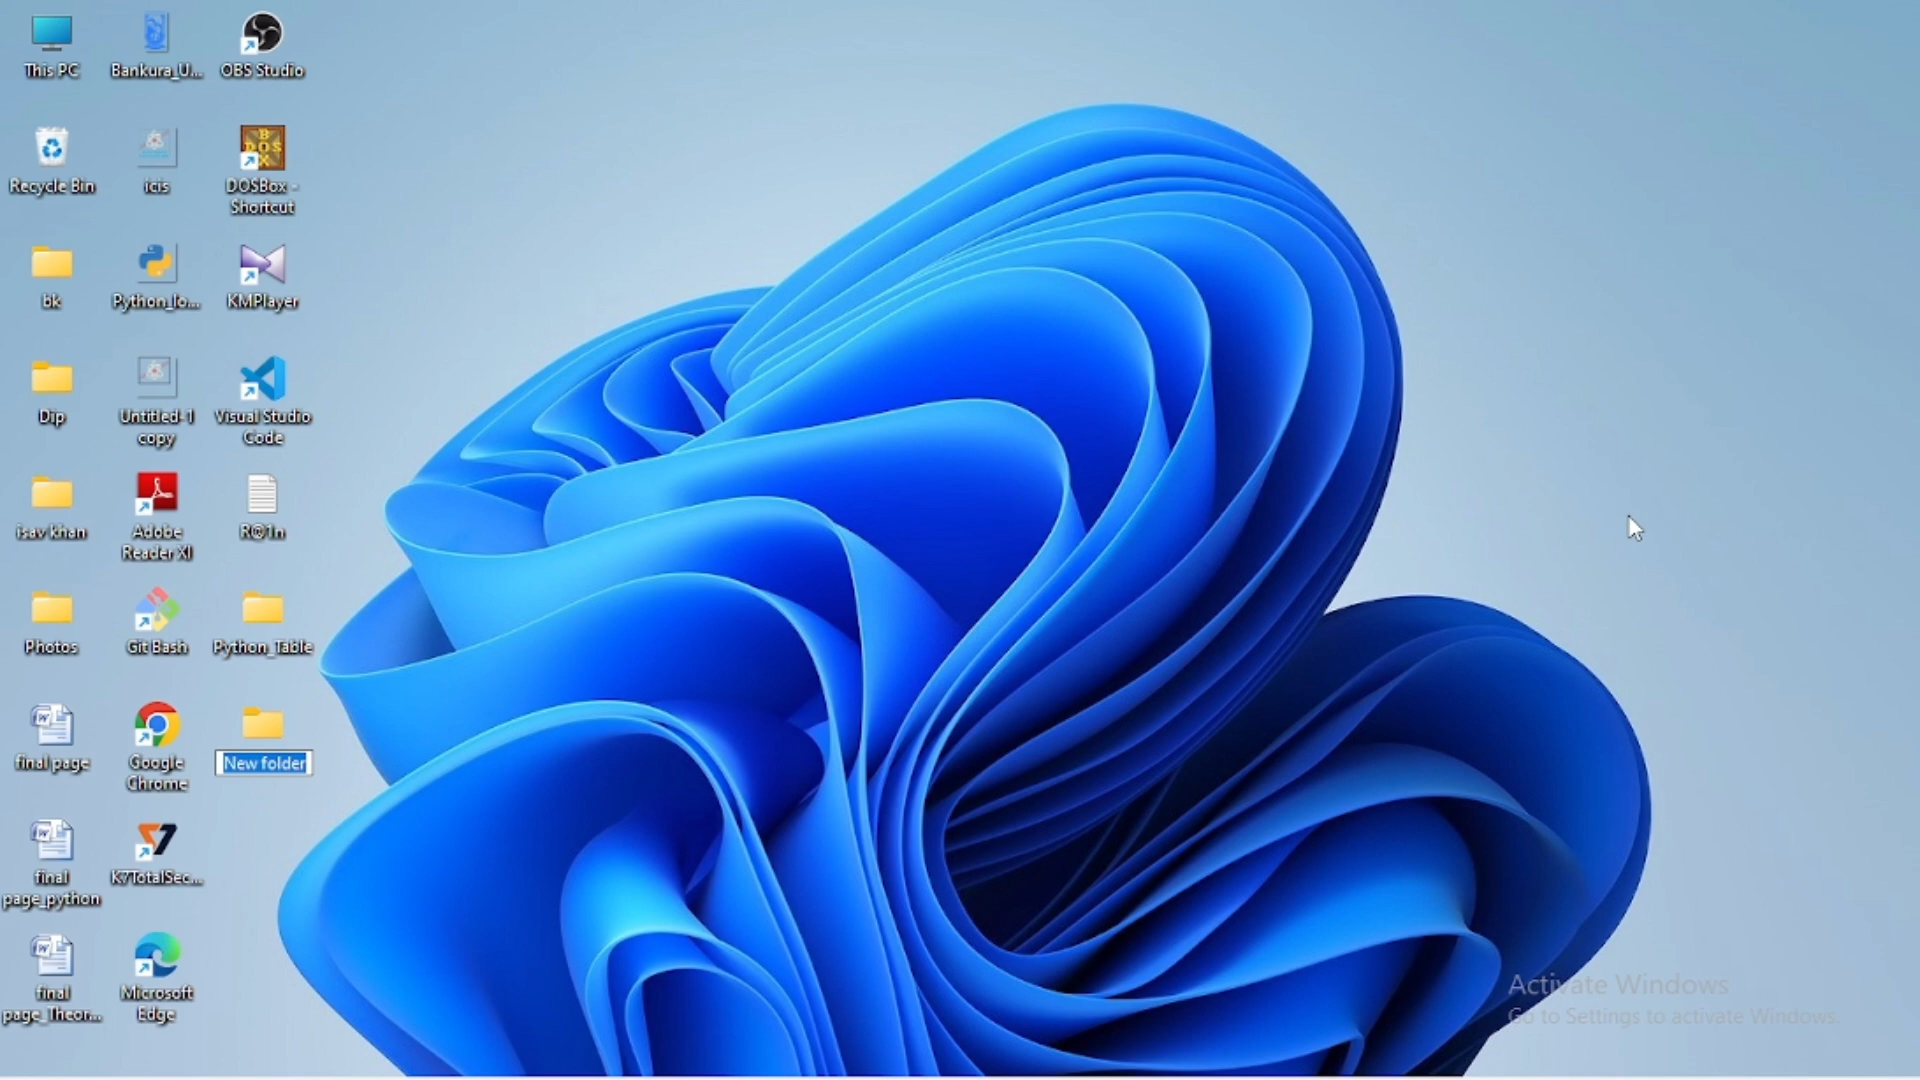 This PC
Bankura_U...
OBS Studio
Recycle Bin
icis
DOSBox -
Shortcut
bk
Python_lo...
KMPlayer
Dip
Untitled-1
copy
Visual Studio
Code
isav khan
Adobe
Reader XI
R@1n
Photos
Git Bash
Python_Table
final page
Google
Chrome
New folder
final
page_python
K7TotalSec...
final
page_Theor...
Microsoft
Edge
Activate Windows
Go to Settings to activate Windows.